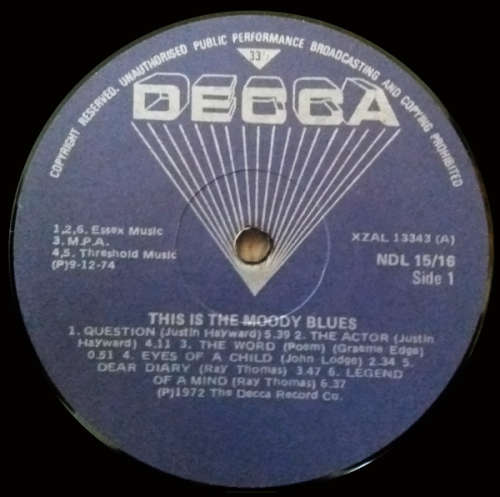 COPYRIGHT RESERVED. UNAUTHORISED PUBLIC PERFORMANCE BROADCASTING AND COPYING PROHIBITED
33⅓
DECCA
1,2,6. Essex Music
3. M.P.A.
4,5. Threshold Music
(P)9-12-74
XZAL 13343 (A)
NDL 15/16
Side 1
THIS IS THE MOODY BLUES
1. QUESTION (Justin Hayward) 5.39 2. THE ACTOR (Justin
Hayward) 4.11 3. THE WORD (Poem) (Graeme Edge)
0.51 4. EYES OF A CHILD (John Lodge) 2.34 5.
DEAR DIARY (Ray Thomas) 3.47 6. LEGEND
OF A MIND (Ray Thomas) 6.37
(P)1972 The Decca Record Co.